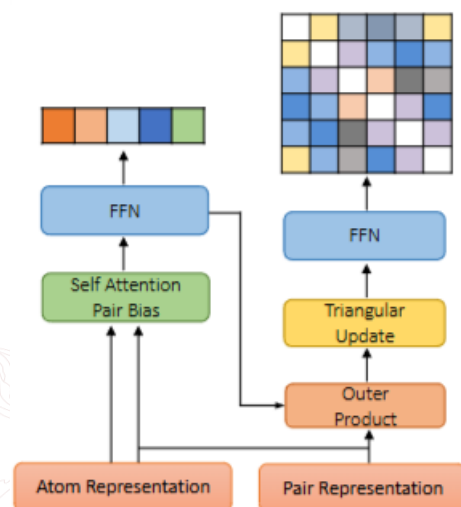 FFN
FFN
Self Attention
Pair Bias
Triangular
Update
Outer
Product
Atom Representation
Pair Representation